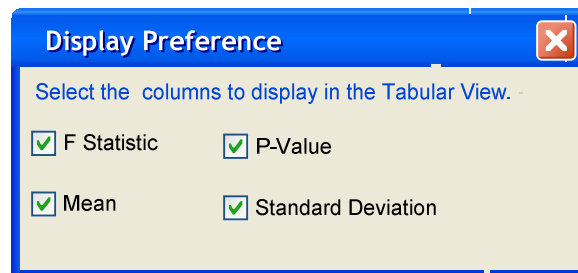 Display Preference
Select the columns to display in the Tabular View.
F Statistic
P-Value
Mean
Standard Deviation